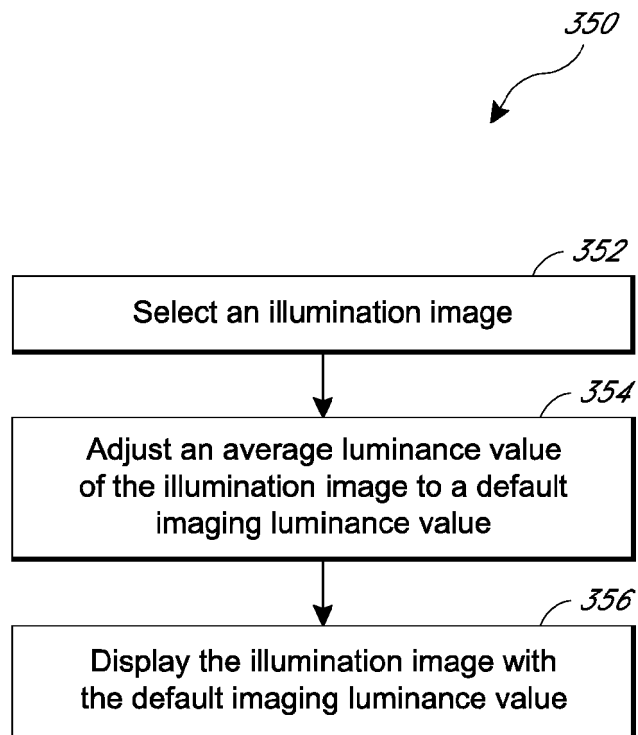 350
352
Select an illumination image
354
Adjust an average luminance value
of the illumination image to a default
imaging luminance value
356
Display the illumination image with
the default imaging luminance value